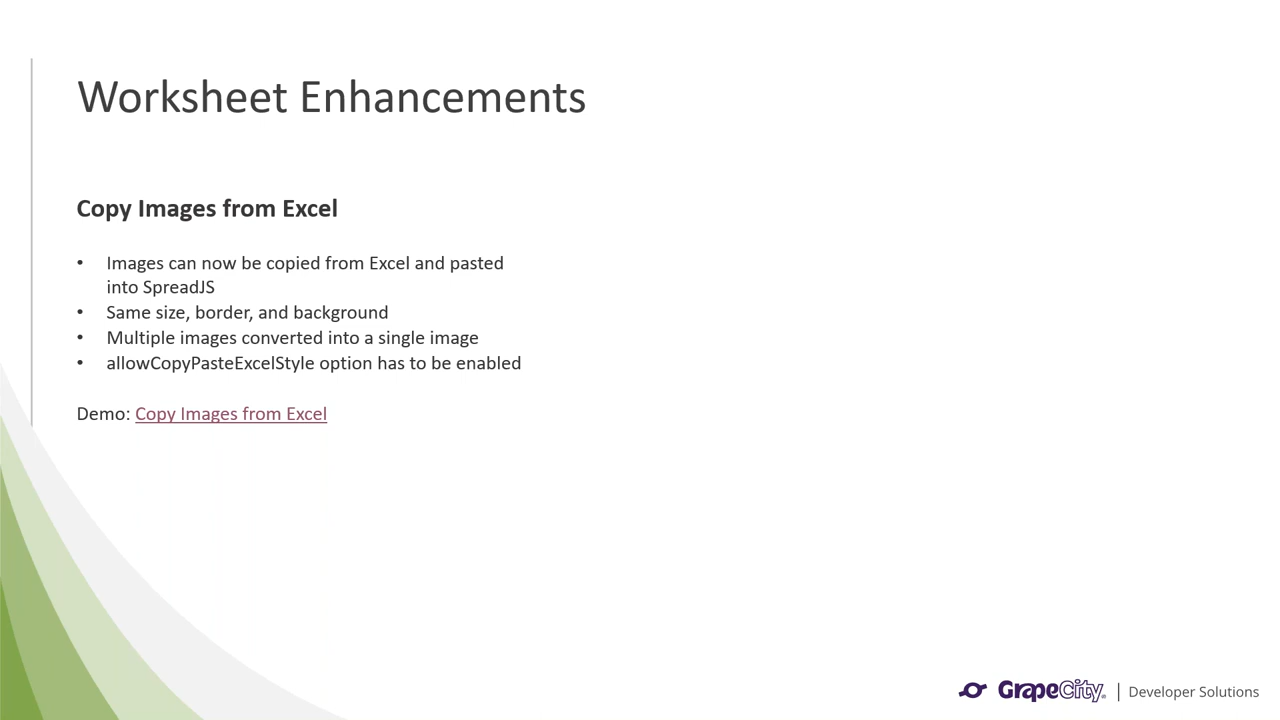 Worksheet Enhancements
Copy Images from Excel
• Images can now be copied from Excel and pasted
into SpreadJS
• Same size, border, and background
• Multiple images converted into a single image
• allowCopyPasteExcelStyle option has to be enabled
Demo: Copy Images from Excel
GrapeCity | Developer Solutions